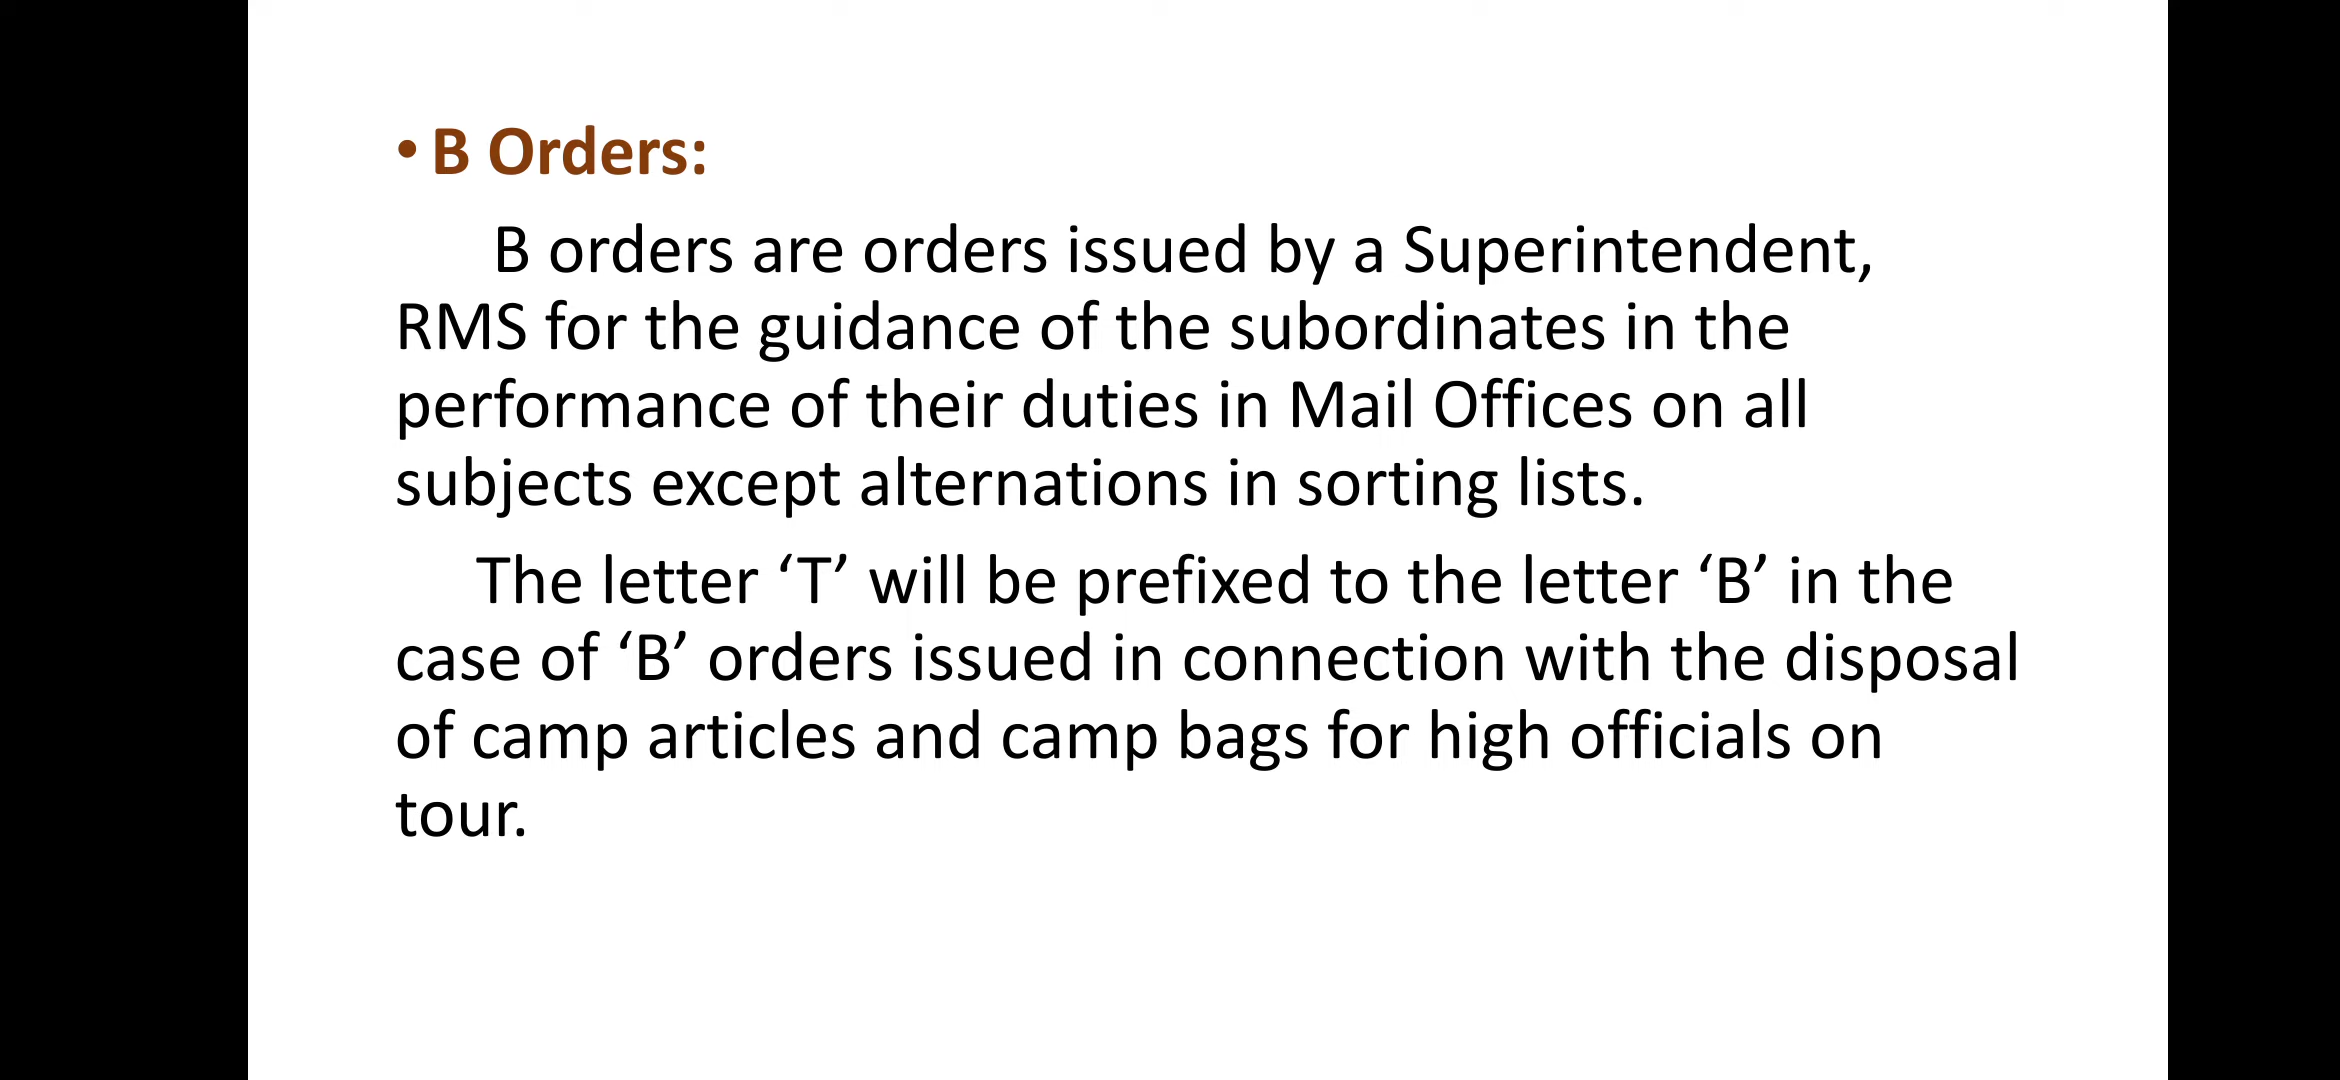 • B Orders:
B orders are orders issued by a Superintendent,
RMS for the guidance of the subordinates in the
performance of their duties in Mail Offices on all
subjects except alternations in sorting lists.
The letter ‘T’ will be prefixed to the letter ‘B’ in the
case of ‘B’ orders issued in connection with the disposal
of camp articles and camp bags for high officials on
tour.